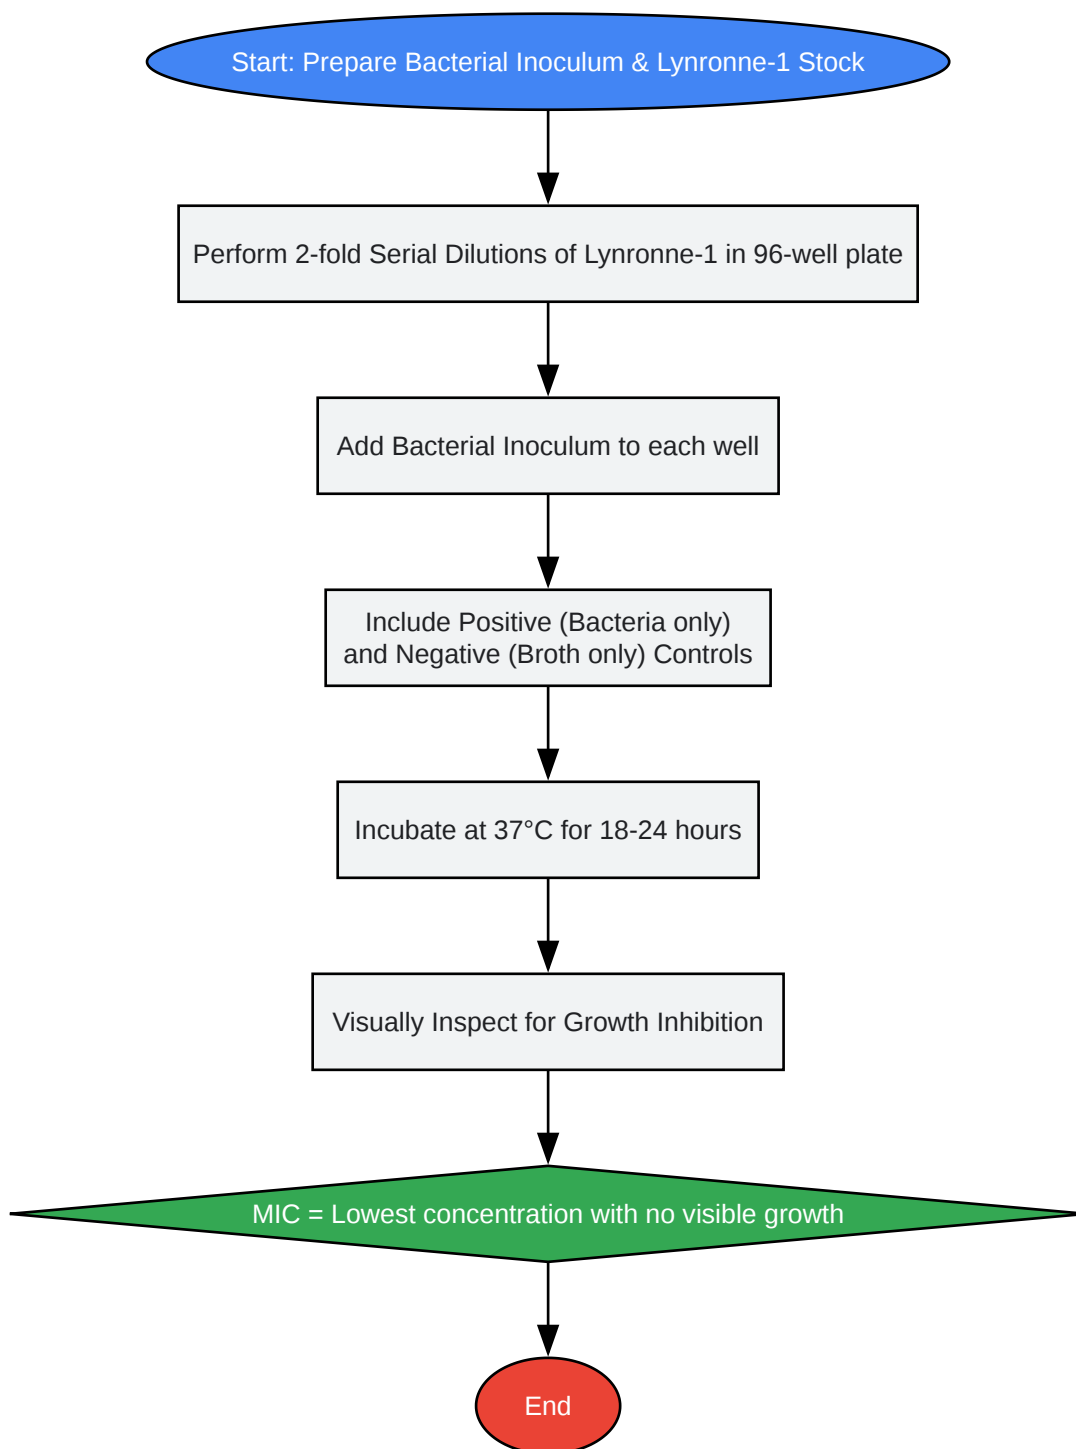 Start: Prepare Bacterial Inoculum & Lynronne-1 Stock
Perform 2-fold Serial Dilutions of Lynronne-1 in 96-well plate
Add Bacterial Inoculum to each well
Include Positive (Bacteria only)
and Negative (Broth only) Controls
Incubate at 37°C for 18-24 hours
Visually Inspect for Growth Inhibition
MIC = Lowest concentration with no visible growth
End